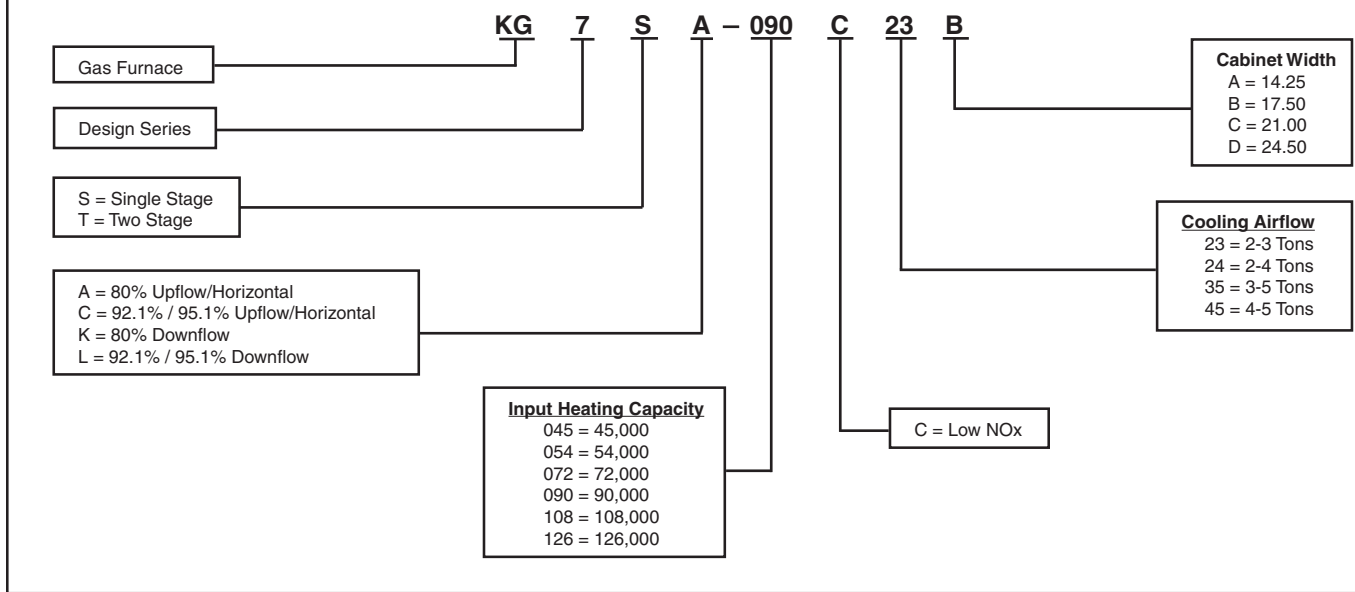 KG 7 S A – 090 C 23 B
Gas Furnace
Design Series
S = Single Stage
T = Two Stage
A = 80% Upflow/Horizontal
C = 92.1% / 95.1% Upflow/Horizontal
K = 80% Downflow
L = 92.1% / 95.1% Downflow
Input Heating Capacity
045 = 45,000
054 = 54,000
072 = 72,000
090 = 90,000
108 = 108,000
126 = 126,000
C = Low NOx
Cooling Airflow
23 = 2-3 Tons
24 = 2-4 Tons
35 = 3-5 Tons
45 = 4-5 Tons
Cabinet Width
A = 14.25
B = 17.50
C = 21.00
D = 24.50